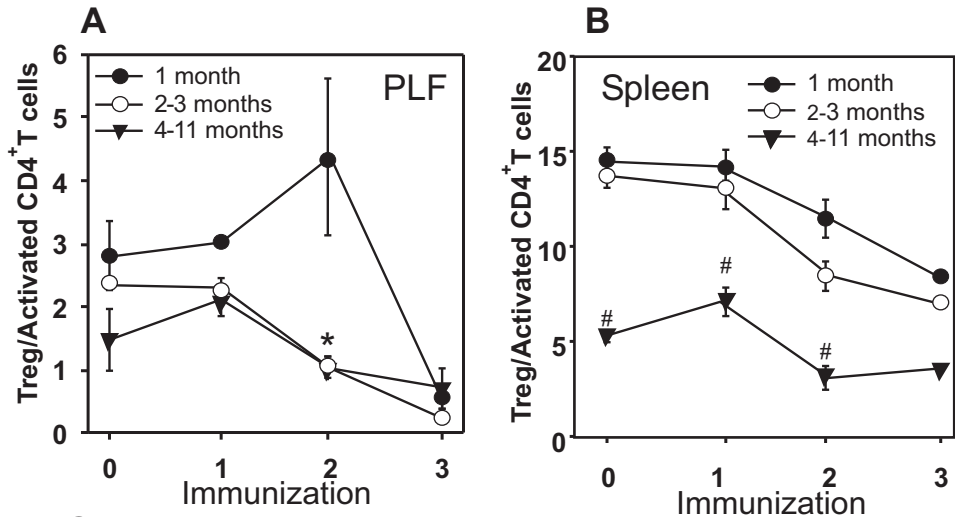 A
6
5
4
3
2
1
0
Treg/Activated CD4+T cells
1 month
2-3 months
4-11 months
PLF
*
0 1 2 3
Immunization
B
20
15
10
5
0
Treg/Activated CD4+T cells
Spleen
1 month
2-3 months
4-11 months
#
#
#
0 1 2 3
Immunization